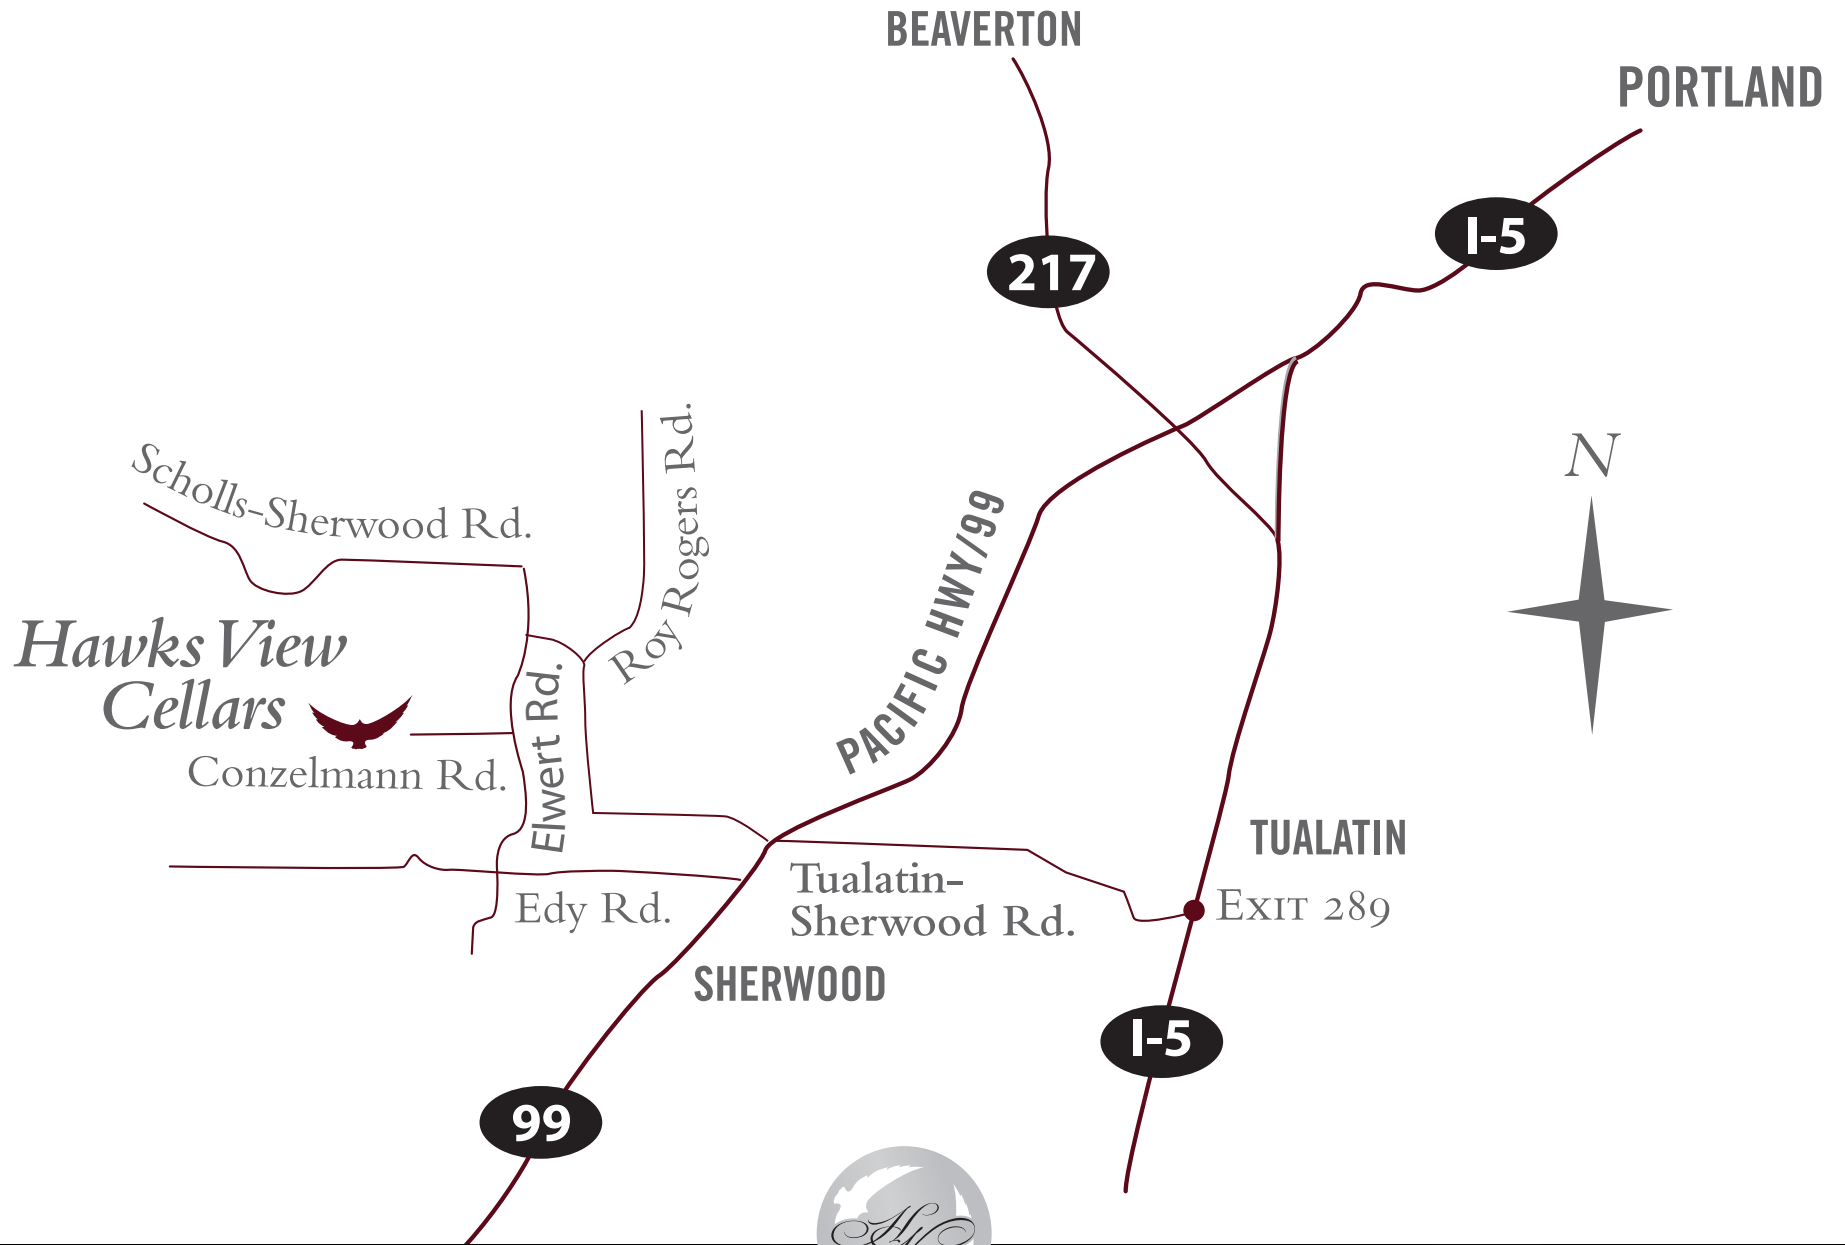 BEAVERTON
PORTLAND
I-5
217
N
Scholls-Sherwood Rd.
Roy Rogers Rd.
PACIFIC HWY/99
Hawks View
Cellars
Elwert Rd.
Conzelmann Rd.
TUALATIN
Tualatin-
Sherwood Rd.
Edy Rd.
EXIT 289
SHERWOOD
I-5
99